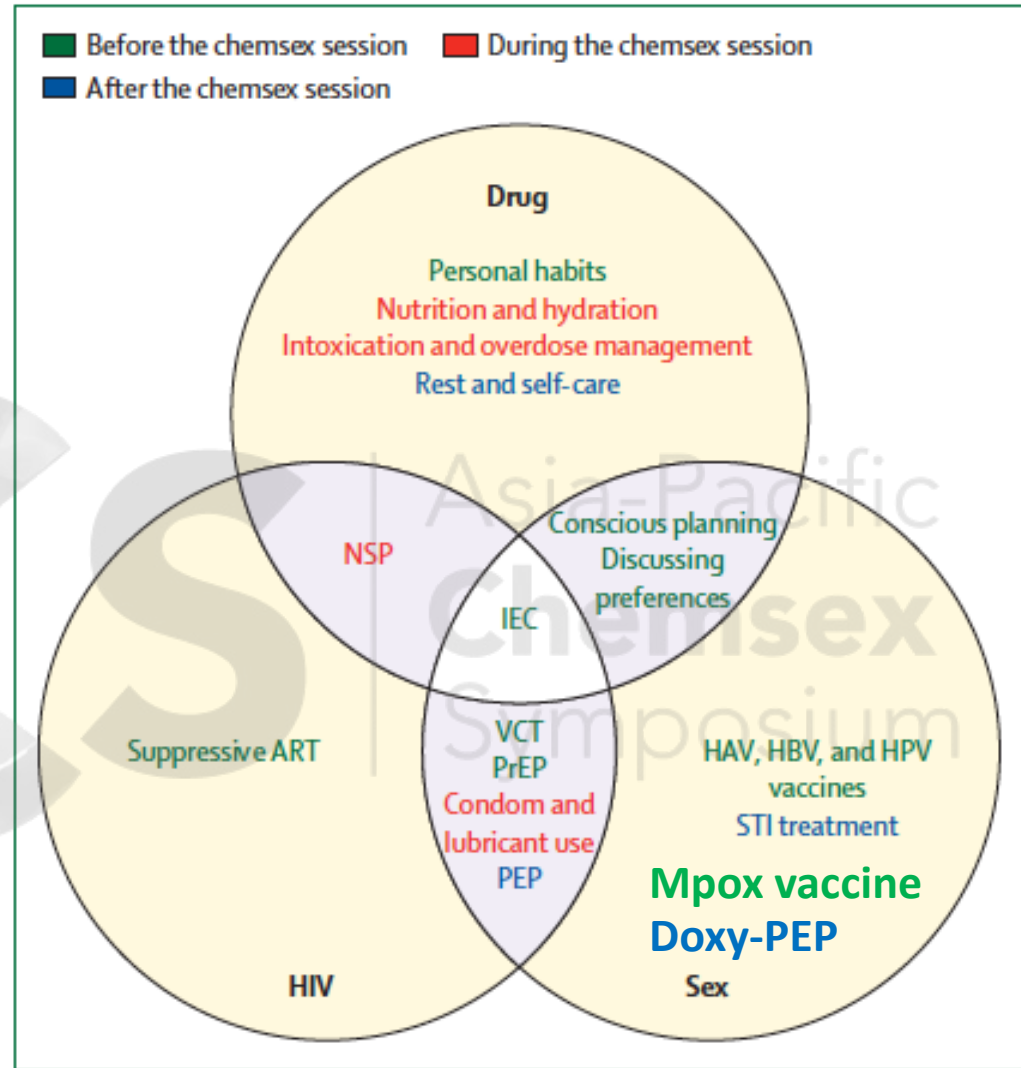 Before the chemsex session
During the chemsex session
After the chemsex session
Drug
Personal habits
Nutrition and hydration
Intoxication and overdose management
Rest and self-care
NSP
Conscious planning
Discussing
preferences
IEC
Suppressive ART
VCT
PrEP
Condom and
lubricant use
PEP
HAV, HBV, and HPV
vaccines
STI treatment
Mpox vaccine
Doxy-PEP
HIV
Sex
CS
Asia-Pacific
Chemsex
Symposium